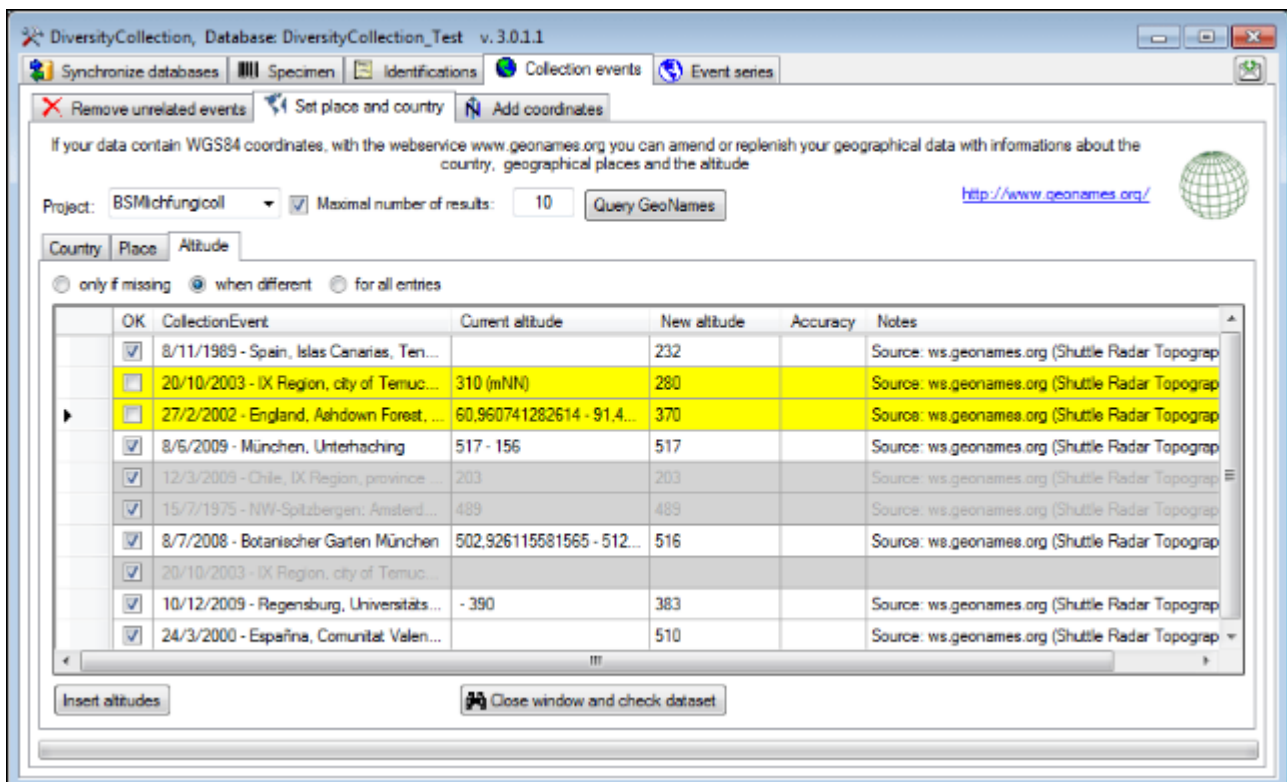 DiversityCollection, Database: DiversityCollection_Test v. 3.0.1.1
Synchronize databases Specimen Identifications Collection events Event series
Remove unrelated events Set place and country Add coordinates
If your data contain WGS84 coordinates, with the webservice www.geonames.org you can amend or replenish your geographical data with informations about the
country, geographical places and the altitude
Project: BSMlichfungicoll Maximal number of results: 10 Query GeoNames http://www.geonames.org/
Country Place Altitude
only if missing when different for all entries
OK CollectionEvent Current altitude New altitude Accuracy Notes
8/11/1989 - Spain, Islas Canarias, Ten... 232 Source: ws.geonames.org (Shuttle Radar Topograp
20/10/2003 - IX Region, city of Temuc... 310 (mNN) 280 Source: ws.geonames.org (Shuttle Radar Topograp
27/2/2002 - England, Ashdown Forest, ... 60,960741282614 - 91,4... 370 Source: ws.geonames.org (Shuttle Radar Topograp
8/6/2009 - München, Unterhaching 517 - 156 517 Source: ws.geonames.org (Shuttle Radar Topograp
12/3/2009 - Chile, IX Region, province ... 203 203 Source: ws.geonames.org (Shuttle Radar Topograp
15/7/1975 - NW-Spitzbergen: Amsterd... 489 489 Source: ws.geonames.org (Shuttle Radar Topograp
8/7/2008 - Botanischer Garten München 502,926115581565 - 512... 516 Source: ws.geonames.org (Shuttle Radar Topograp
20/10/2003 - IX Region, city of Temuc...
10/12/2009 - Regensburg, Universitäts... - 390 383 Source: ws.geonames.org (Shuttle Radar Topograp
24/3/2000 - España, Comunitat Valen... 510 Source: ws.geonames.org (Shuttle Radar Topograp
Insert altitudes Close window and check dataset